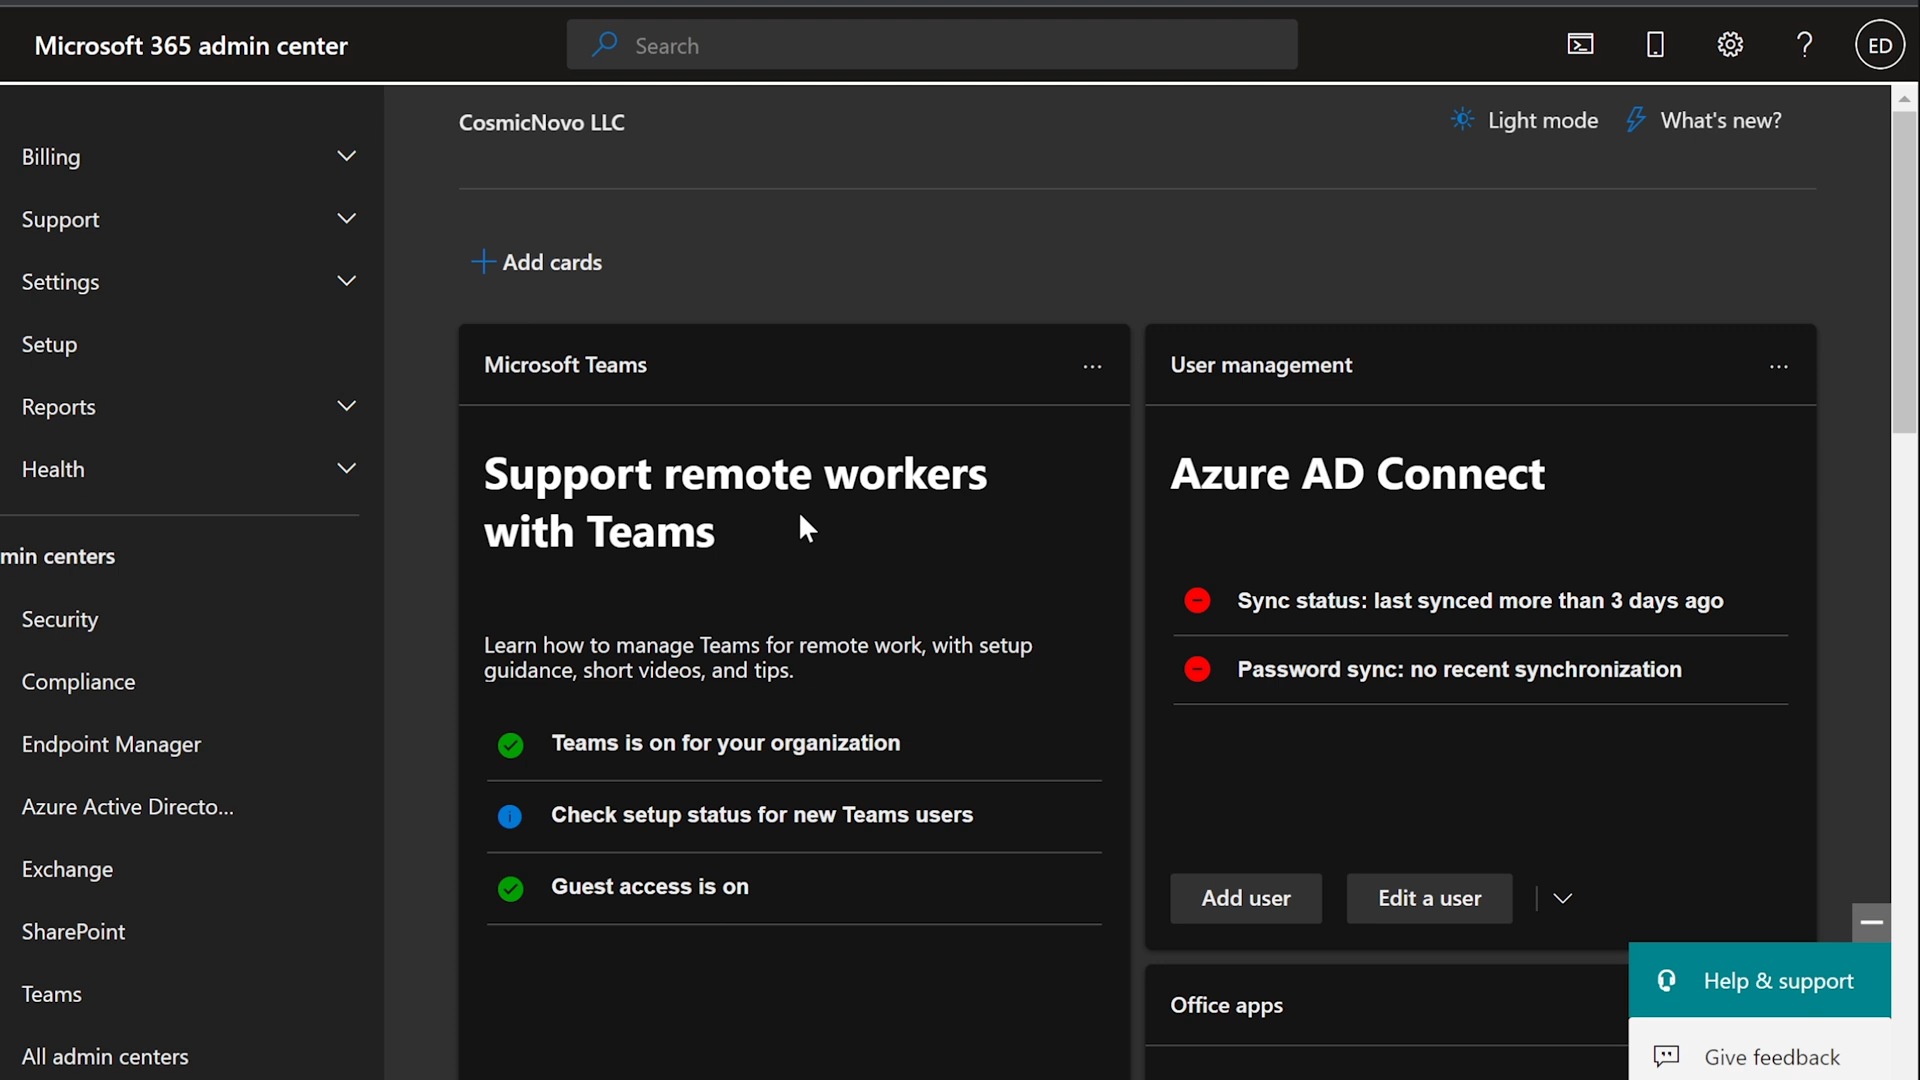 Microsoft 365 admin center
Search
ED
Billing
Support
Settings
Setup
Reports
Health
min centers
Security
Compliance
Endpoint Manager
Azure Active Directo...
Exchange
SharePoint
Teams
All admin centers
CosmicNovo LLC
Light mode
What's new?
Add cards
Microsoft Teams
Support remote workers
with Teams
Learn how to manage Teams for remote work, with setup
guidance, short videos, and tips.
Teams is on for your organization
Check setup status for new Teams users
Guest access is on
User management
Azure AD Connect
Sync status: last synced more than 3 days ago
Password sync: no recent synchronization
Add user
Edit a user
Office apps
Help & support
Give feedback